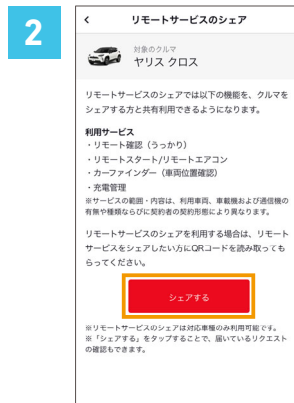 2
< リモートサービスのシェア
対象のクルマ
ヤリス クロス
リモートサービスのシェアでは以下の機能を、クルマを
シェアする方と共有利用できるようになります。
利用サービス
・リモート確認（うっかり）
・リモートスタート/リモートエアコン
・カーファインダー（車両位置確認）
・充電管理
※サービスの範囲・内容は、利用車両、車載機および通信機の
有無や種類ならびに契約者の契約形態により異なります。
リモートサービスのシェアを利用する場合は、リモート
サービスをシェアしたい方にQRコードを読み取っても
らってください。
シェアする
※リモートサービスのシェアは対応車種のみ利用可能です。
※「シェアする」をタップすることで、届いているリクエスト
の確認もできます。